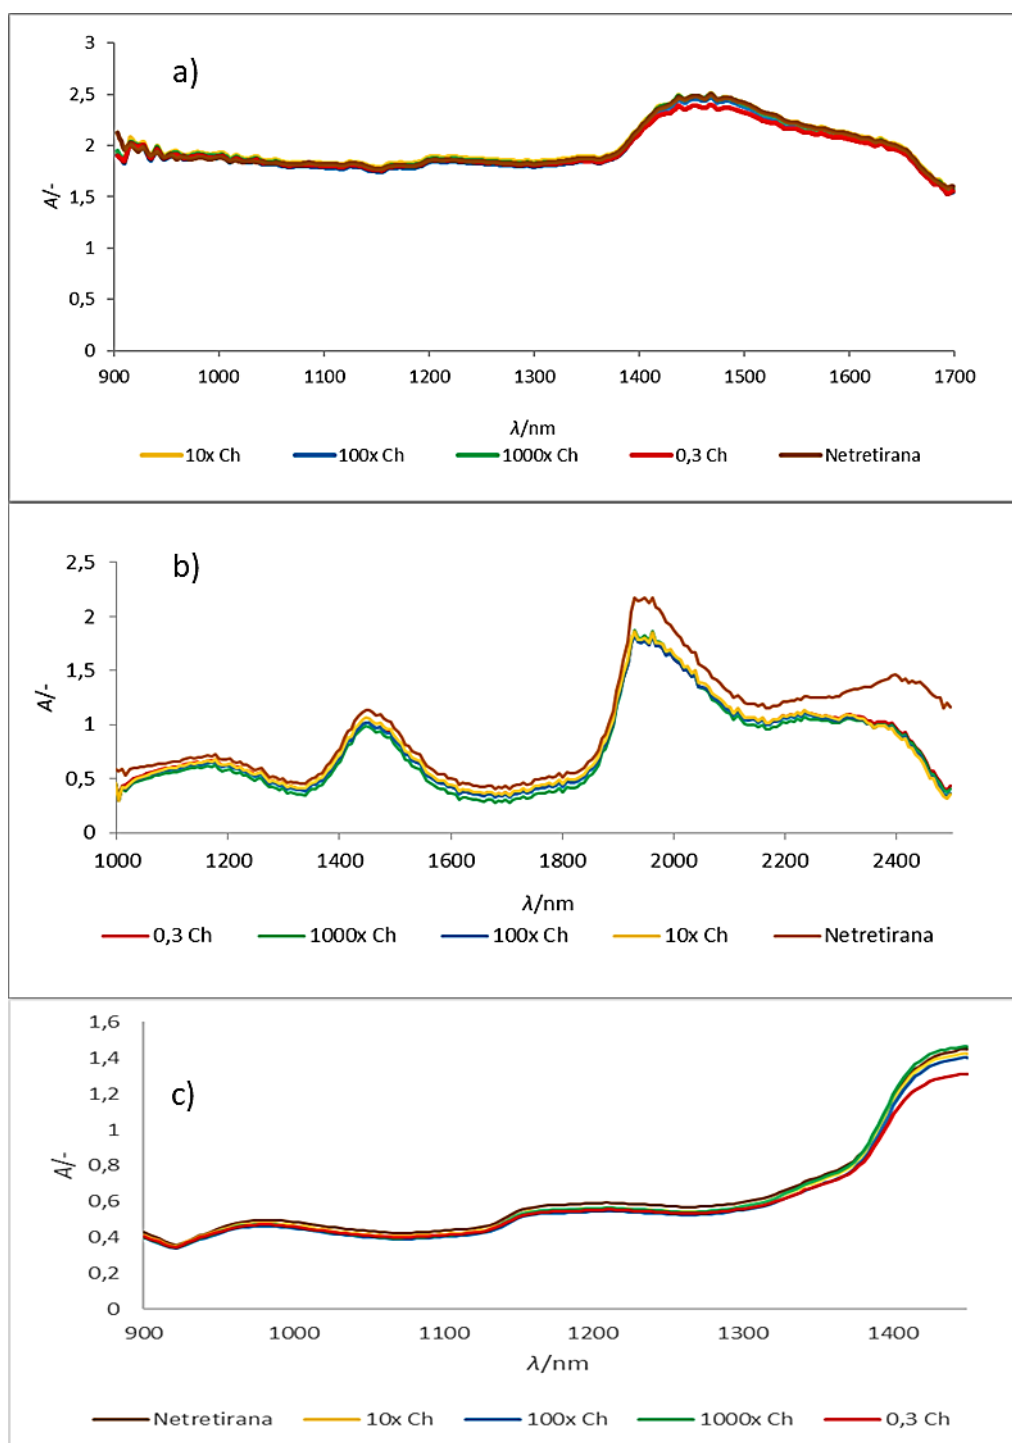 a)
3
2,5
2
1,5
1
0,5
0
A/-
900 1000 1100 1200 1300 1400 1500 1600 1700
λ/nm
10x Ch 100x Ch 1000x Ch 0,3 Ch Netretirana
b)
2,5
2
1,5
1
0,5
0
A/-
1000 1200 1400 1600 1800 2000 2200 2400
λ/nm
0,3 Ch 1000x Ch 100x Ch 10x Ch Netretirana
c)
1,6
1,4
1,2
1
0,8
0,6
0,4
0,2
0
A/-
900 1000 1100 1200 1300 1400
λ/nm
Netretirana 10x Ch 100x Ch 1000x Ch 0,3 Ch